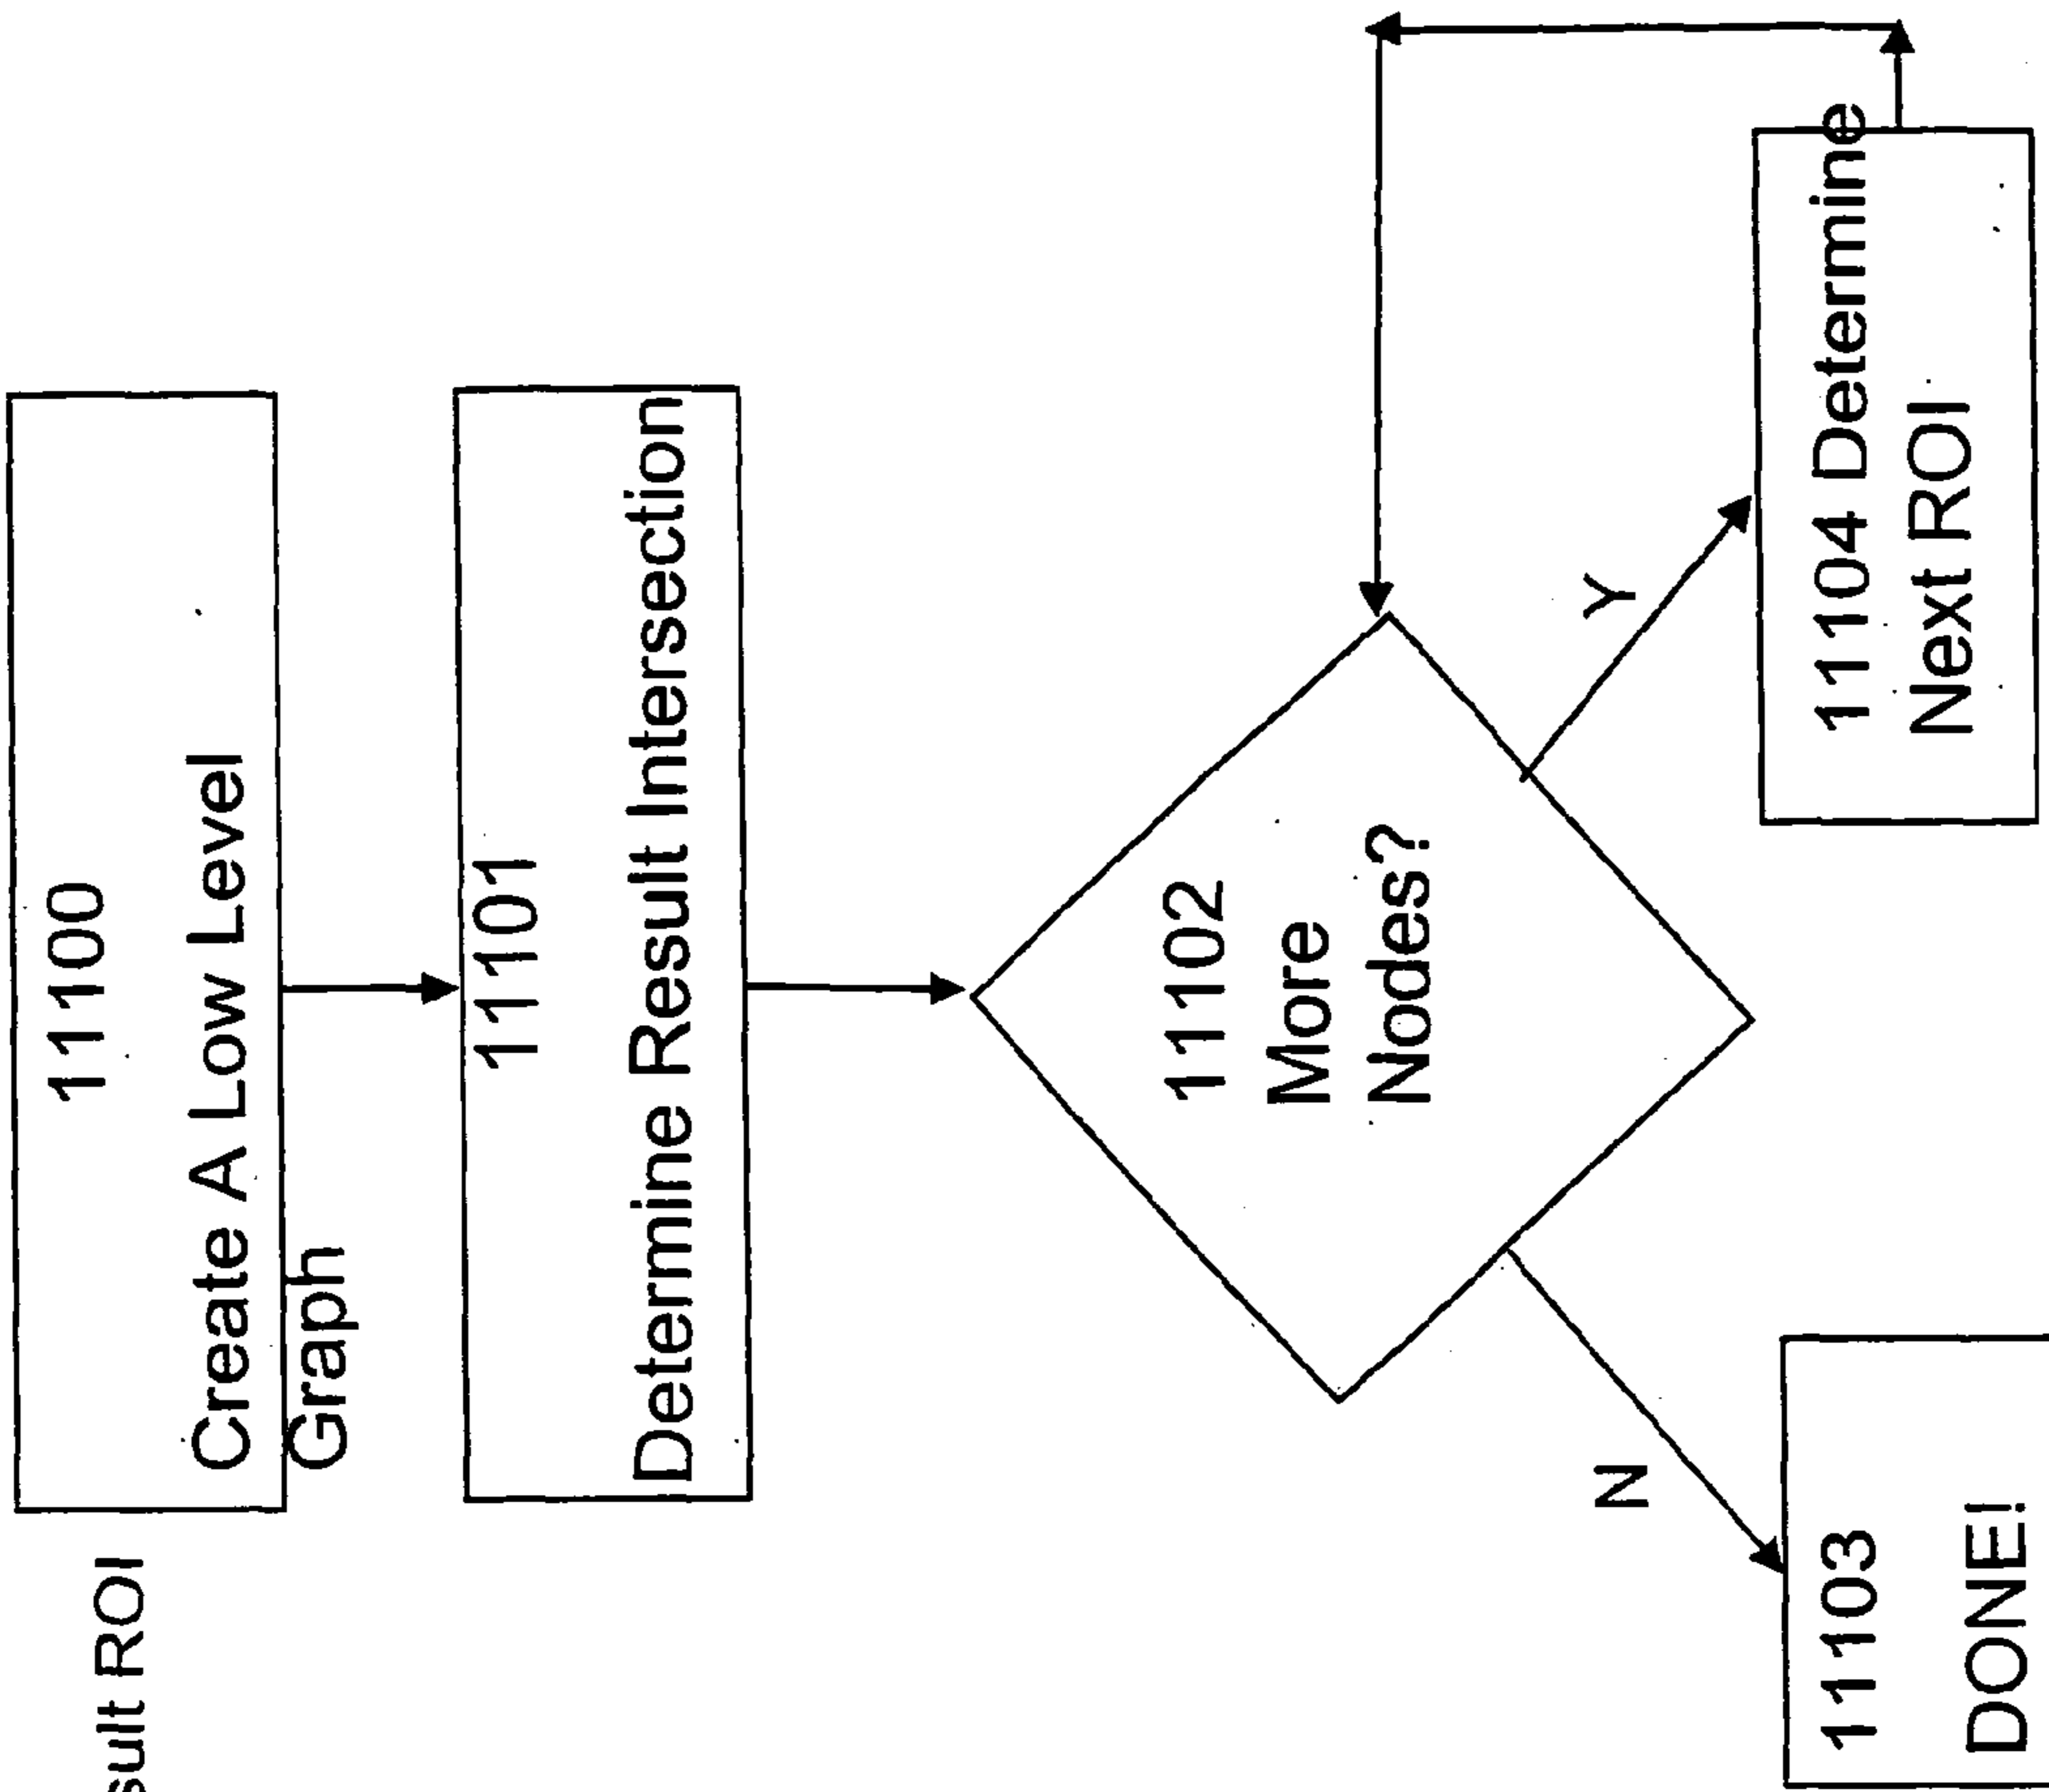 ROI
11100
Create A Low Level
Graph
11101
Determine Result Intersection
11102
More
Nodes?
Y
N
11104 Determine
Next ROI
11103
DONE!